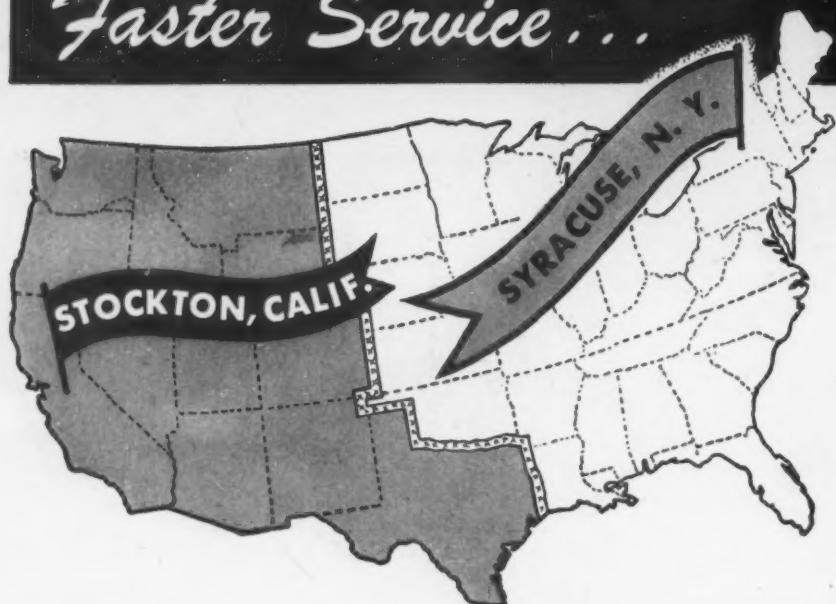 Faster Service...
SYRACUSE, N. Y.
STOCKTON, CALIF.